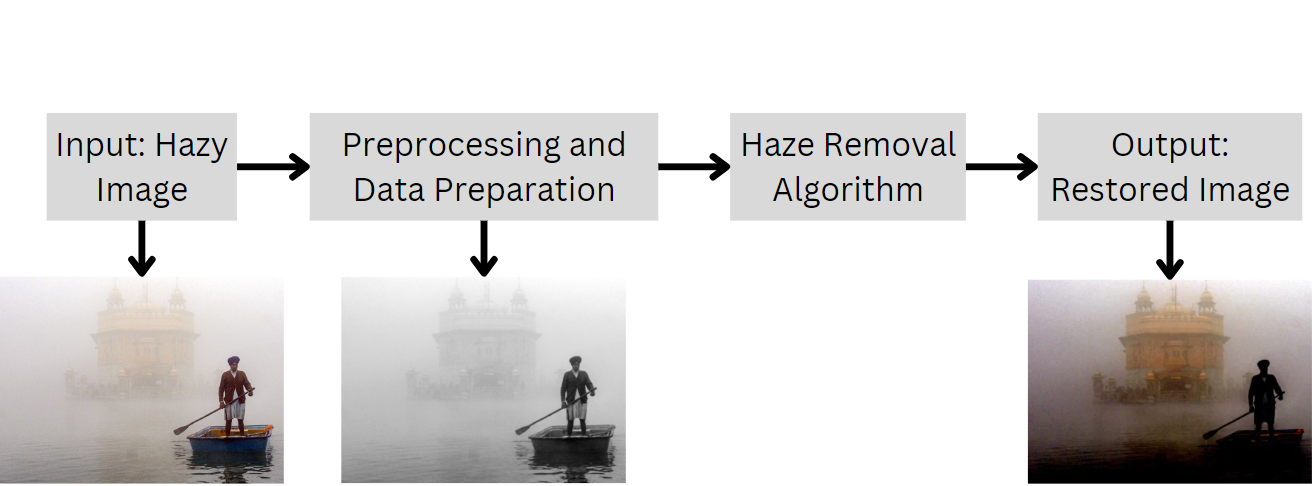 Input: Hazy
Image
Preprocessing and
Data Preparation
Haze Removal
Algorithm
Output:
Restored Image